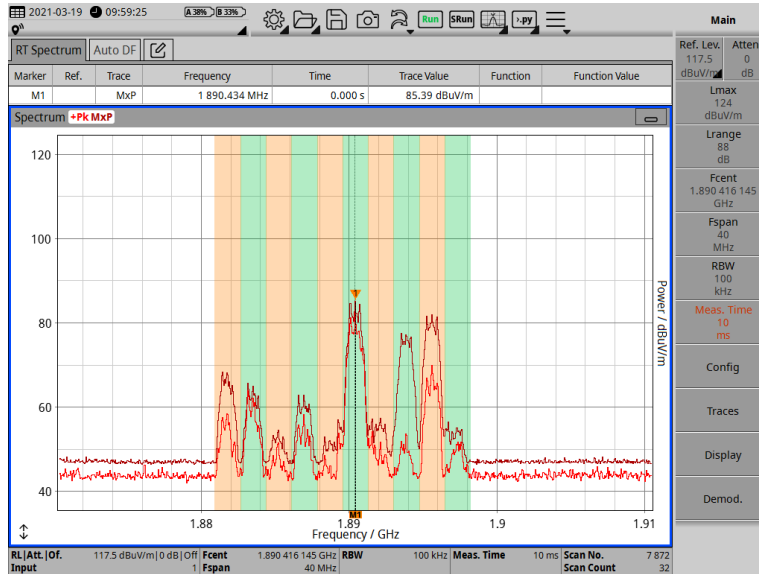 2021-03-19 09:59:25 A 38% B 33% Run SRun .py Main
RT Spectrum Auto DF
Ref. Lev. Atten
117.5 0
dBuV/m dB
Marker Ref. Trace Frequency Time Trace Value Function Function Value
M1 MxP 1 890.434 MHz 0.000 s 85.39 dBuV/m
Spectrum +Pk MxP
Lmax
124
dBuV/m
Lrange
88
dB
Fcent
1.890 416 145
GHz
Fspan
40
MHz
RBW
100
kHz
Meas. Time
10
ms
Config
Traces
Display
Demod.
120
100
80
60
40
1
M1
1.88 1.89 1.9 1.91
Frequency / GHz
Power / dBuV/m
RL|Att.|Of. 117.5 dBuV/m|0 dB|Off Fcent 1.890 416 145 GHz RBW 100 kHz Meas. Time 10 ms Scan No. 7 872
Input 1 Fspan 40 MHz Scan Count 32